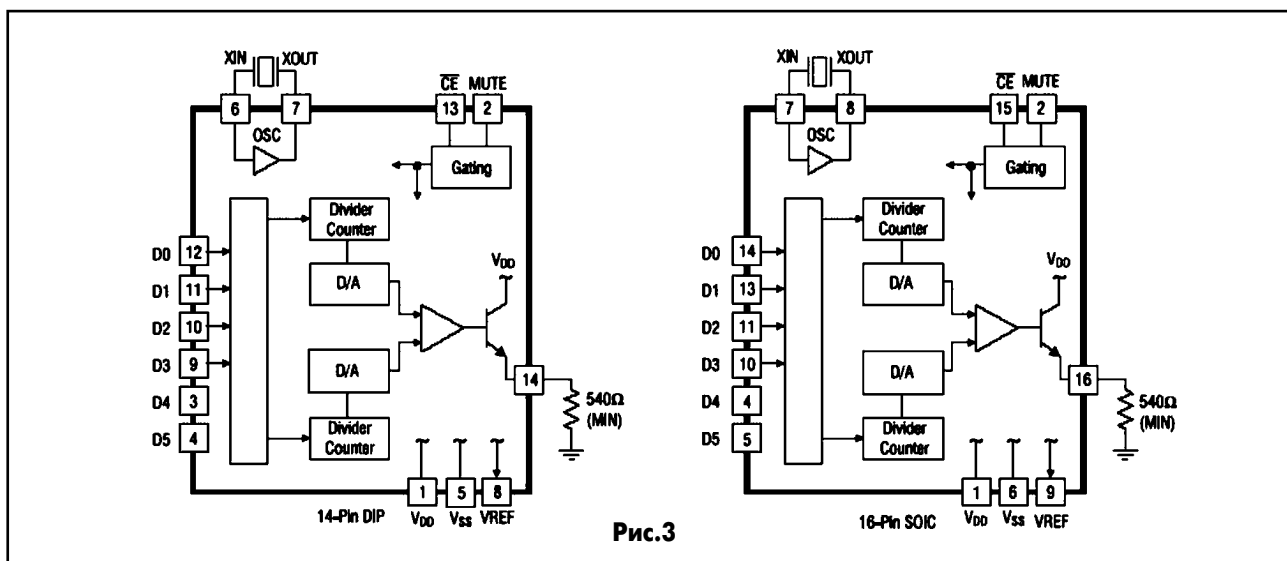 XIN XOUT
6 7
OSC
CE MUTE
13 2
Gating
Divider
Counter
D/A
D/A
Divider
Counter
D0 12
D1 11
D2 10
D3 9
D4 3
D5 4
VDD
14
540Ω
(MIN)
1 5 8
VDD VSS VREF
14-Pin DIP
XIN XOUT
7 8
OSC
CE MUTE
15 2
Gating
Divider
Counter
D/A
D/A
Divider
Counter
D0 14
D1 13
D2 11
D3 10
D4 4
D5 5
VDD
16
540Ω
(MIN)
1 6 9
VDD VSS VREF
16-Pin SOIC
Рис.3